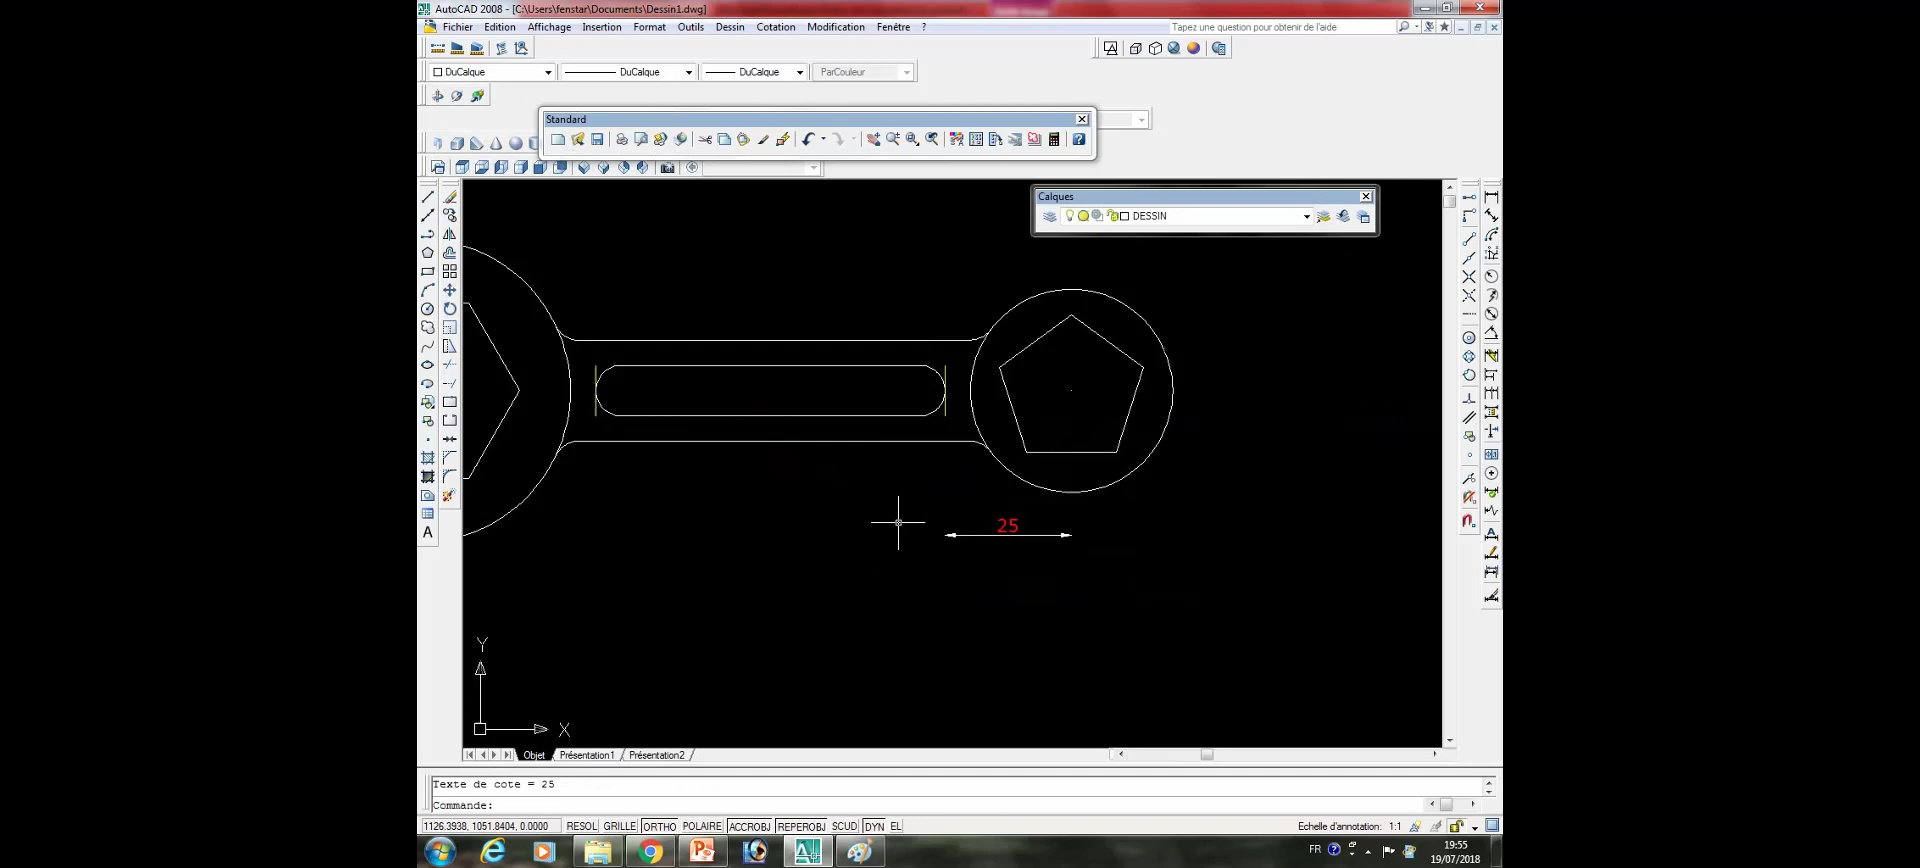 AutoCAD 2008 - [C:\Users\fenstar\Documents\Dessin1.dwg]
Fichier Edition Affichage Insertion Format Outils Dessin Cotation Modification Fenêtre ?
Tapez une question pour obtenir de l'aide
DuCalque DuCalque DuCalque ParCouleur
Standard
Calques
DESSIN
A
25
Y
X
Objet Présentation1 Présentation2
Texte de cote = 25
Commande:
1126.3938, 1051.8404, 0.0000 RESOL GRILLE ORTHO POLAIRE ACCROBJ REPEROBJ SCUD DYN EL
Echelle d'annotation: 1:1
FR
19:55
19/07/2018